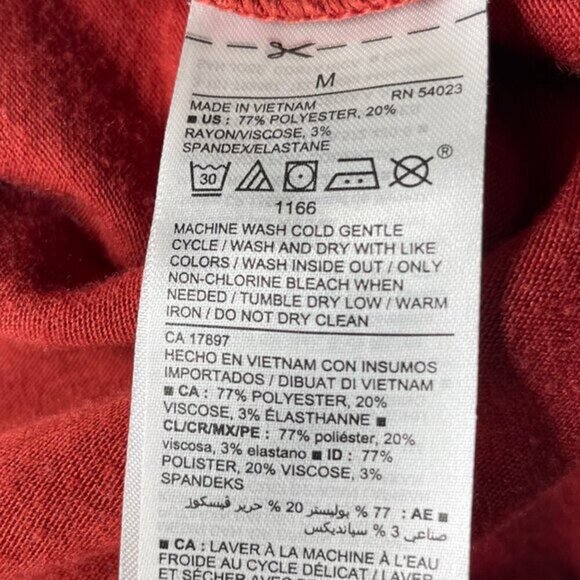 M
RN 54023
MADE IN VIETNAM
■ US : 77% POLYESTER, 20%
RAYON/VISCOSE, 3%
SPANDEX/ELASTANE
30
®
1166
MACHINE WASH COLD GENTLE
CYCLE / WASH AND DRY WITH LIKE
COLORS / WASH INSIDE OUT / ONLY
NON-CHLORINE BLEACH WHEN
NEEDED / TUMBLE DRY LOW / WARM
IRON / DO NOT DRY CLEAN
CA 17897
HECHO EN VIETNAM CON INSUMOS
IMPORTADOS / DIBUAT DI VIETNAM
■ CA : 77% POLYESTER, 20%
VISCOSE, 3% ÉLASTHANNE ■
CL/CR/MX/PE : 77% poliéster, 20%
viscosa, 3% elastano ■ ID : 77%
POLISTER, 20% VISCOSE, 3%
SPANDEKS
■ AE : 77 % بوليستر 20 % حرير فيسكوز
صناعي 3 % سبانديكس
■ CA : LAVER À LA MACHINE À L'EAU
FROIDE AU CYCLE DÉLICAT / LAVER
ET SÉCHER AVEC